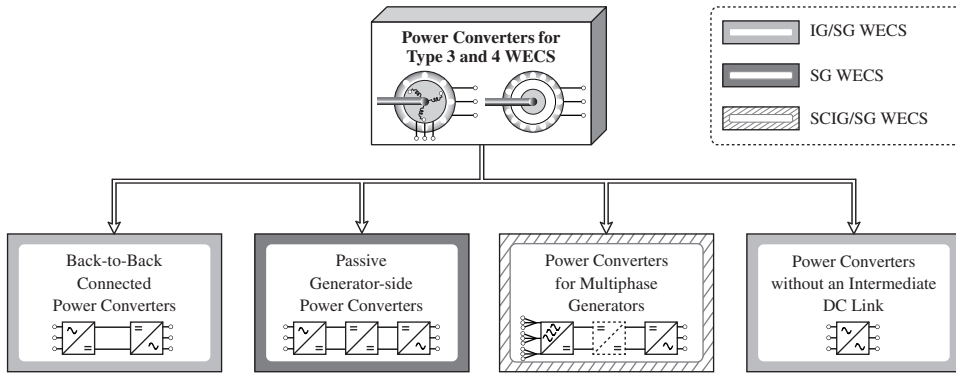 Power Converters for
Type 3 and 4 WECS
IG/SG WECS
SG WECS
SCIG/SG WECS
Back-to-Back
Connected
Power Converters
Passive
Generator-side
Power Converters
Power Converters
for Multiphase
Generators
Power Converters
without an Intermediate
DC Link